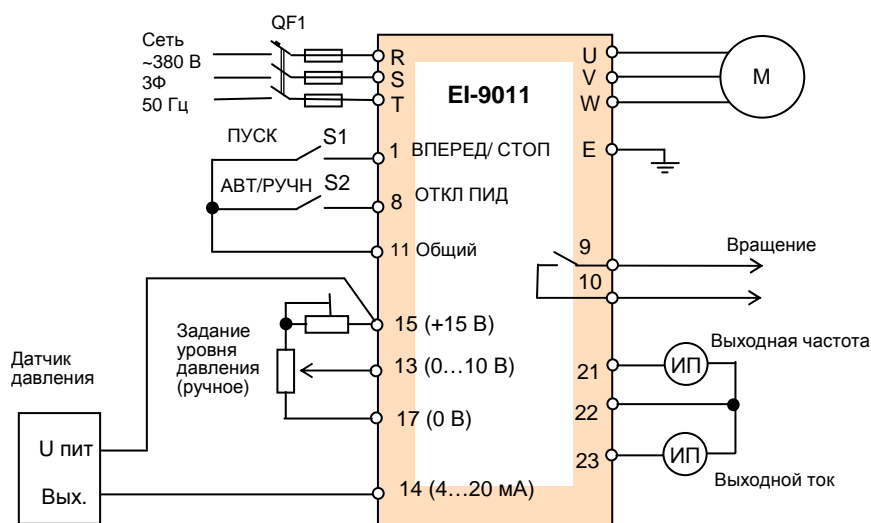 QF1
Сеть
~380 В
3Ф
50 Гц
R
S
T
EI-9011
U
V
W
М
E
ПУСК
S1
1 ВПЕРЕД/ СТОП
АВТ/РУЧН
S2
8 ОТКЛ ПИД
11 Общий
9
10
Вращение
15 (+15 В)
Задание
уровня
давления
(ручное)
13 (0...10 В)
17 (0 В)
Датчик
давления
U пит
Вых.
14 (4...20 мА)
21
22
23
ИП
Выходная частота
ИП
Выходной ток